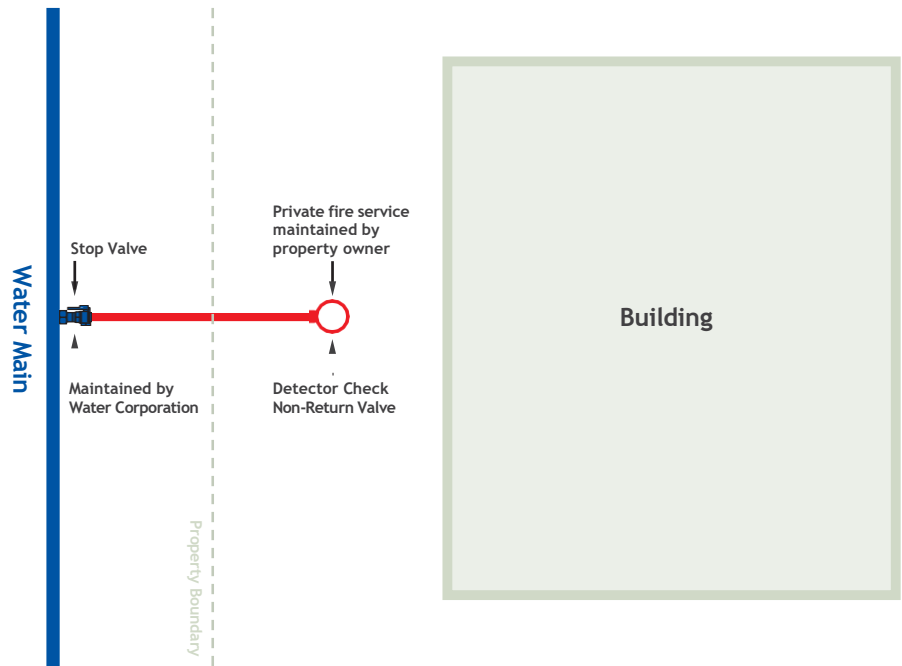 Private fire service
maintained by
property owner
Stop Valve
Water Main
Building
Maintained by
Water Corporation
Detector Check
Non-Return Valve
Property Boundary